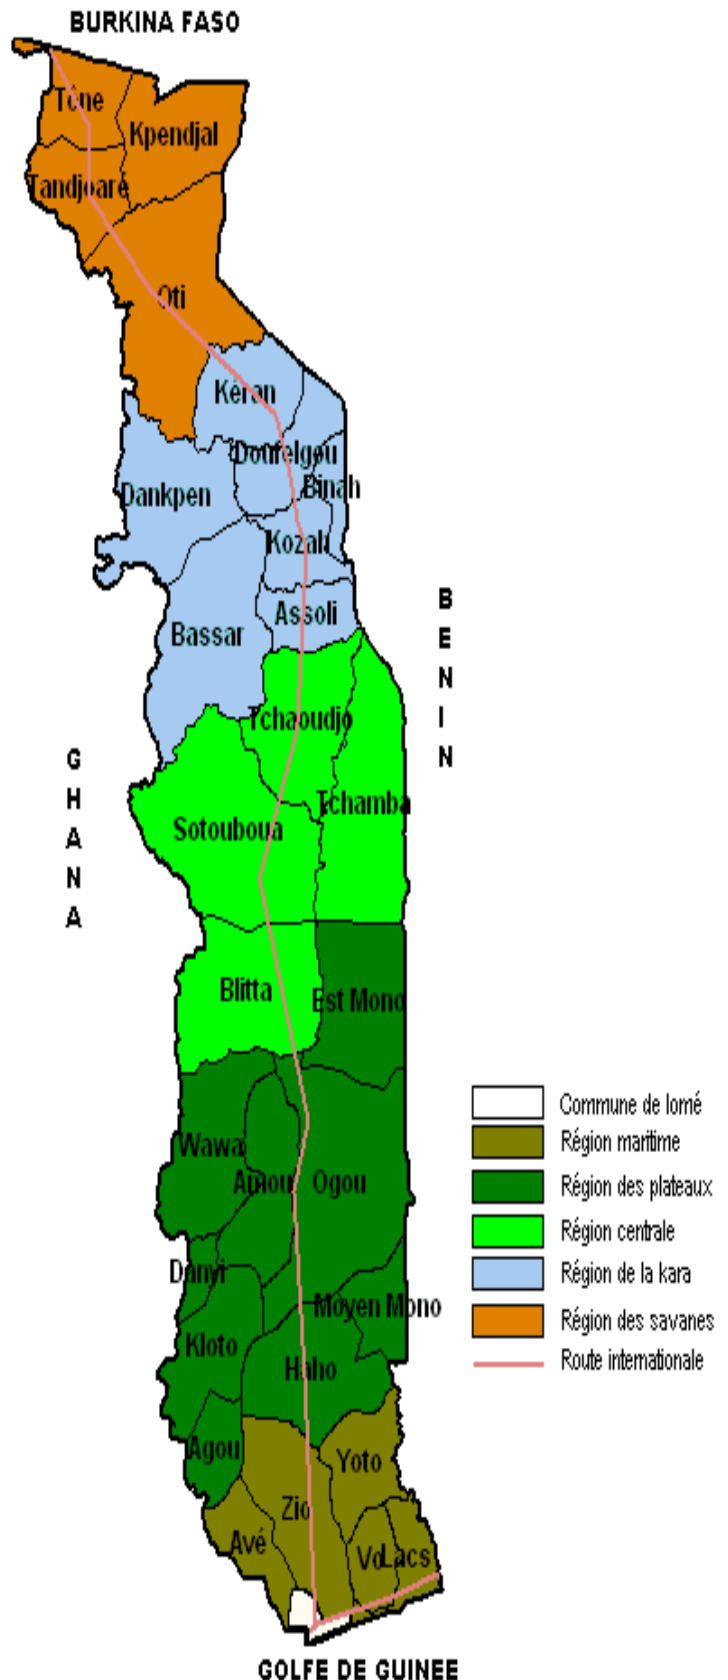 BURKINA FASO
Tône
Kpendjal
Tandjoare
Oti
Kéran
Doufelgou
Binah
Dankpen
Kozah
Assoli
Bassar
BENIN
Tchaoudjo
GHANA
Tchamba
Sotouboua
Blitta
Est Mono
Wawa
Amou
Ogou
Danyi
Moyen Mono
Kloto
Haho
Agou
Yoto
Zio
Avé
Vo
Lacs
GOLFE DE GUINEE
Commune de lomé
Région maritime
Région des plateaux
Région centrale
Région de la kara
Région des savanes
Route internationale